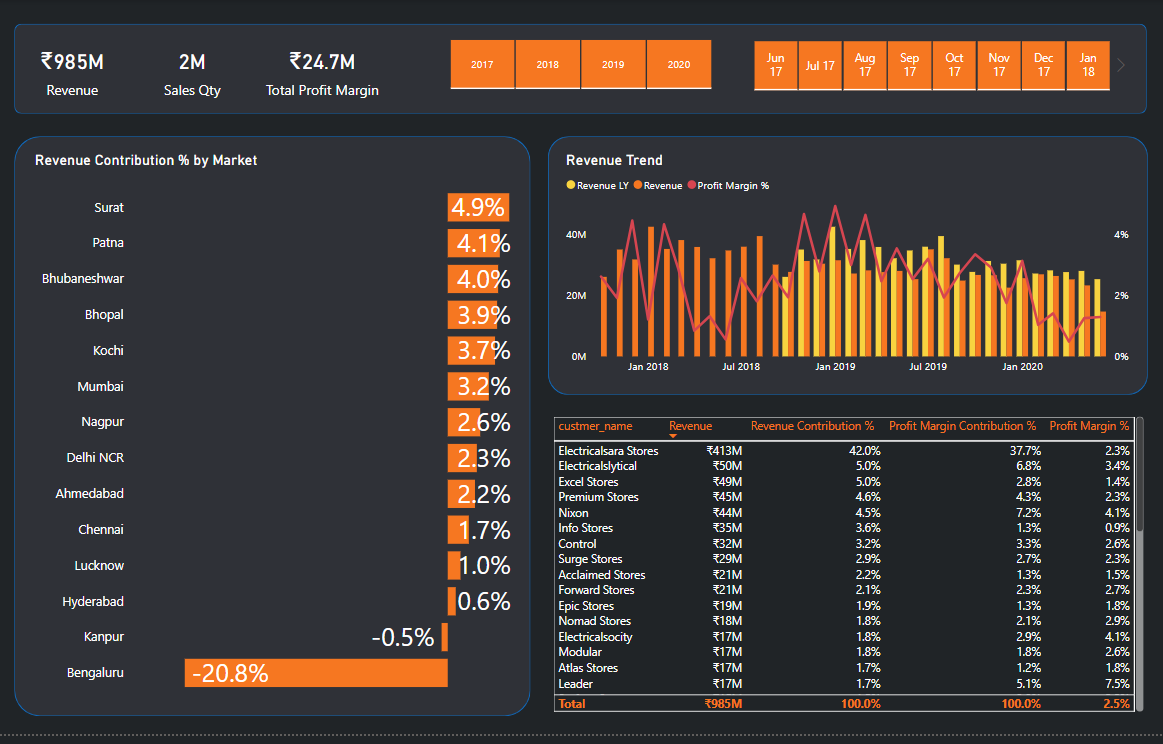 ₹985M 2M ₹24.7M
Revenue Sales Qty Total Profit Margin
2017 2018 2019 2020
Jun 17 Jul 17 Aug 17 Sep 17 Oct 17 Nov 17 Dec 17 Jan 18
Revenue Contribution % by Market
Surat 4.9%
Patna 4.1%
Bhubaneshwar 4.0%
Bhopal 3.9%
Kochi 3.7%
Mumbai 3.2%
Nagpur 2.6%
Delhi NCR 2.3%
Ahmedabad 2.2%
Chennai 1.7%
Lucknow 1.0%
Hyderabad 0.6%
Kanpur -0.5%
Bengaluru -20.8%
Revenue Trend
Revenue LY Revenue Profit Margin %
40M 4%
20M 2%
0M 0%
Jan 2018 Jul 2018 Jan 2019 Jul 2019 Jan 2020
custmer_name Revenue Revenue Contribution % Profit Margin Contribution % Profit Margin %
Electricalsara Stores ₹413M 42.0% 37.7% 2.3%
Electricalslytical ₹50M 5.0% 6.8% 3.4%
Excel Stores ₹49M 5.0% 2.8% 1.4%
Premium Stores ₹45M 4.6% 4.3% 2.3%
Nixon ₹44M 4.5% 7.2% 4.1%
Info Stores ₹35M 3.6% 1.3% 0.9%
Control ₹32M 3.2% 3.3% 2.6%
Surge Stores ₹29M 2.9% 2.7% 2.3%
Acclaimed Stores ₹21M 2.2% 1.3% 1.5%
Forward Stores ₹21M 2.1% 2.3% 2.7%
Epic Stores ₹19M 1.9% 1.3% 1.8%
Nomad Stores ₹18M 1.8% 2.1% 2.9%
Electricalsocity ₹17M 1.8% 2.9% 4.1%
Modular ₹17M 1.8% 1.8% 2.6%
Atlas Stores ₹17M 1.7% 1.2% 1.8%
Leader ₹17M 1.7% 5.1% 7.5%
Total ₹985M 100.0% 100.0% 2.5%